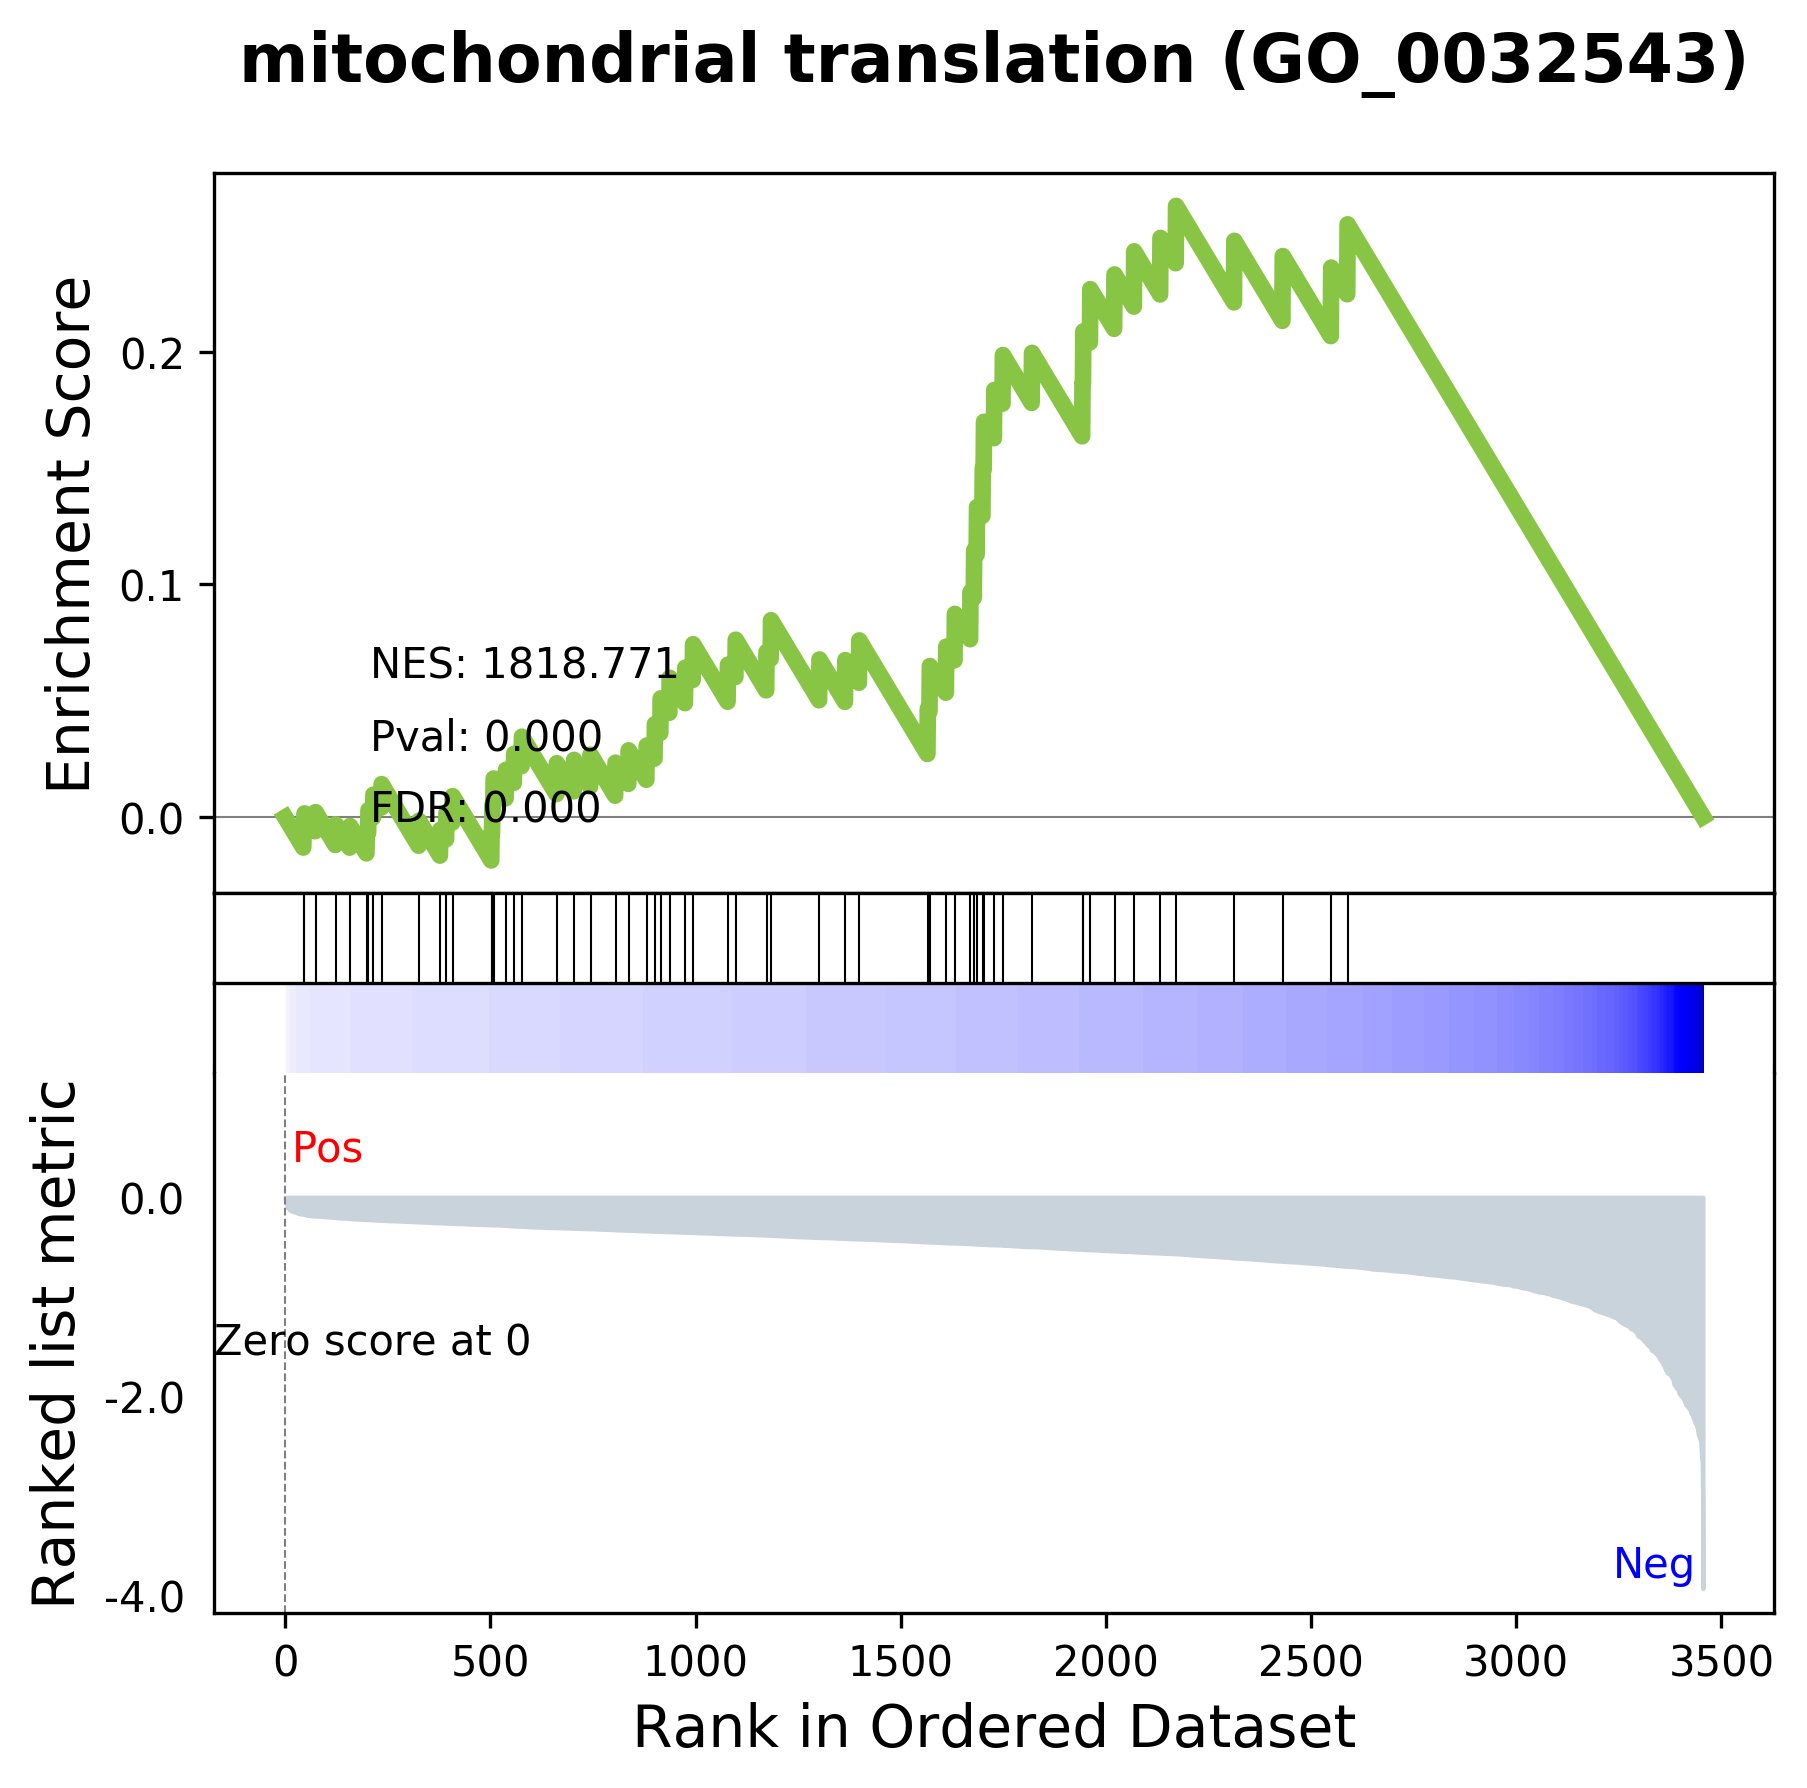 mitochondrial translation (GO_0032543)
Enrichment Score
0.2
0.1
0.0
NES: 1818.771
Pval: 0.000
FDR: 0.000
Ranked list metric
Pos
0.0
Zero score at 0
-2.0
Neg
-4.0
0 500 1000 1500 2000 2500 3000 3500
Rank in Ordered Dataset